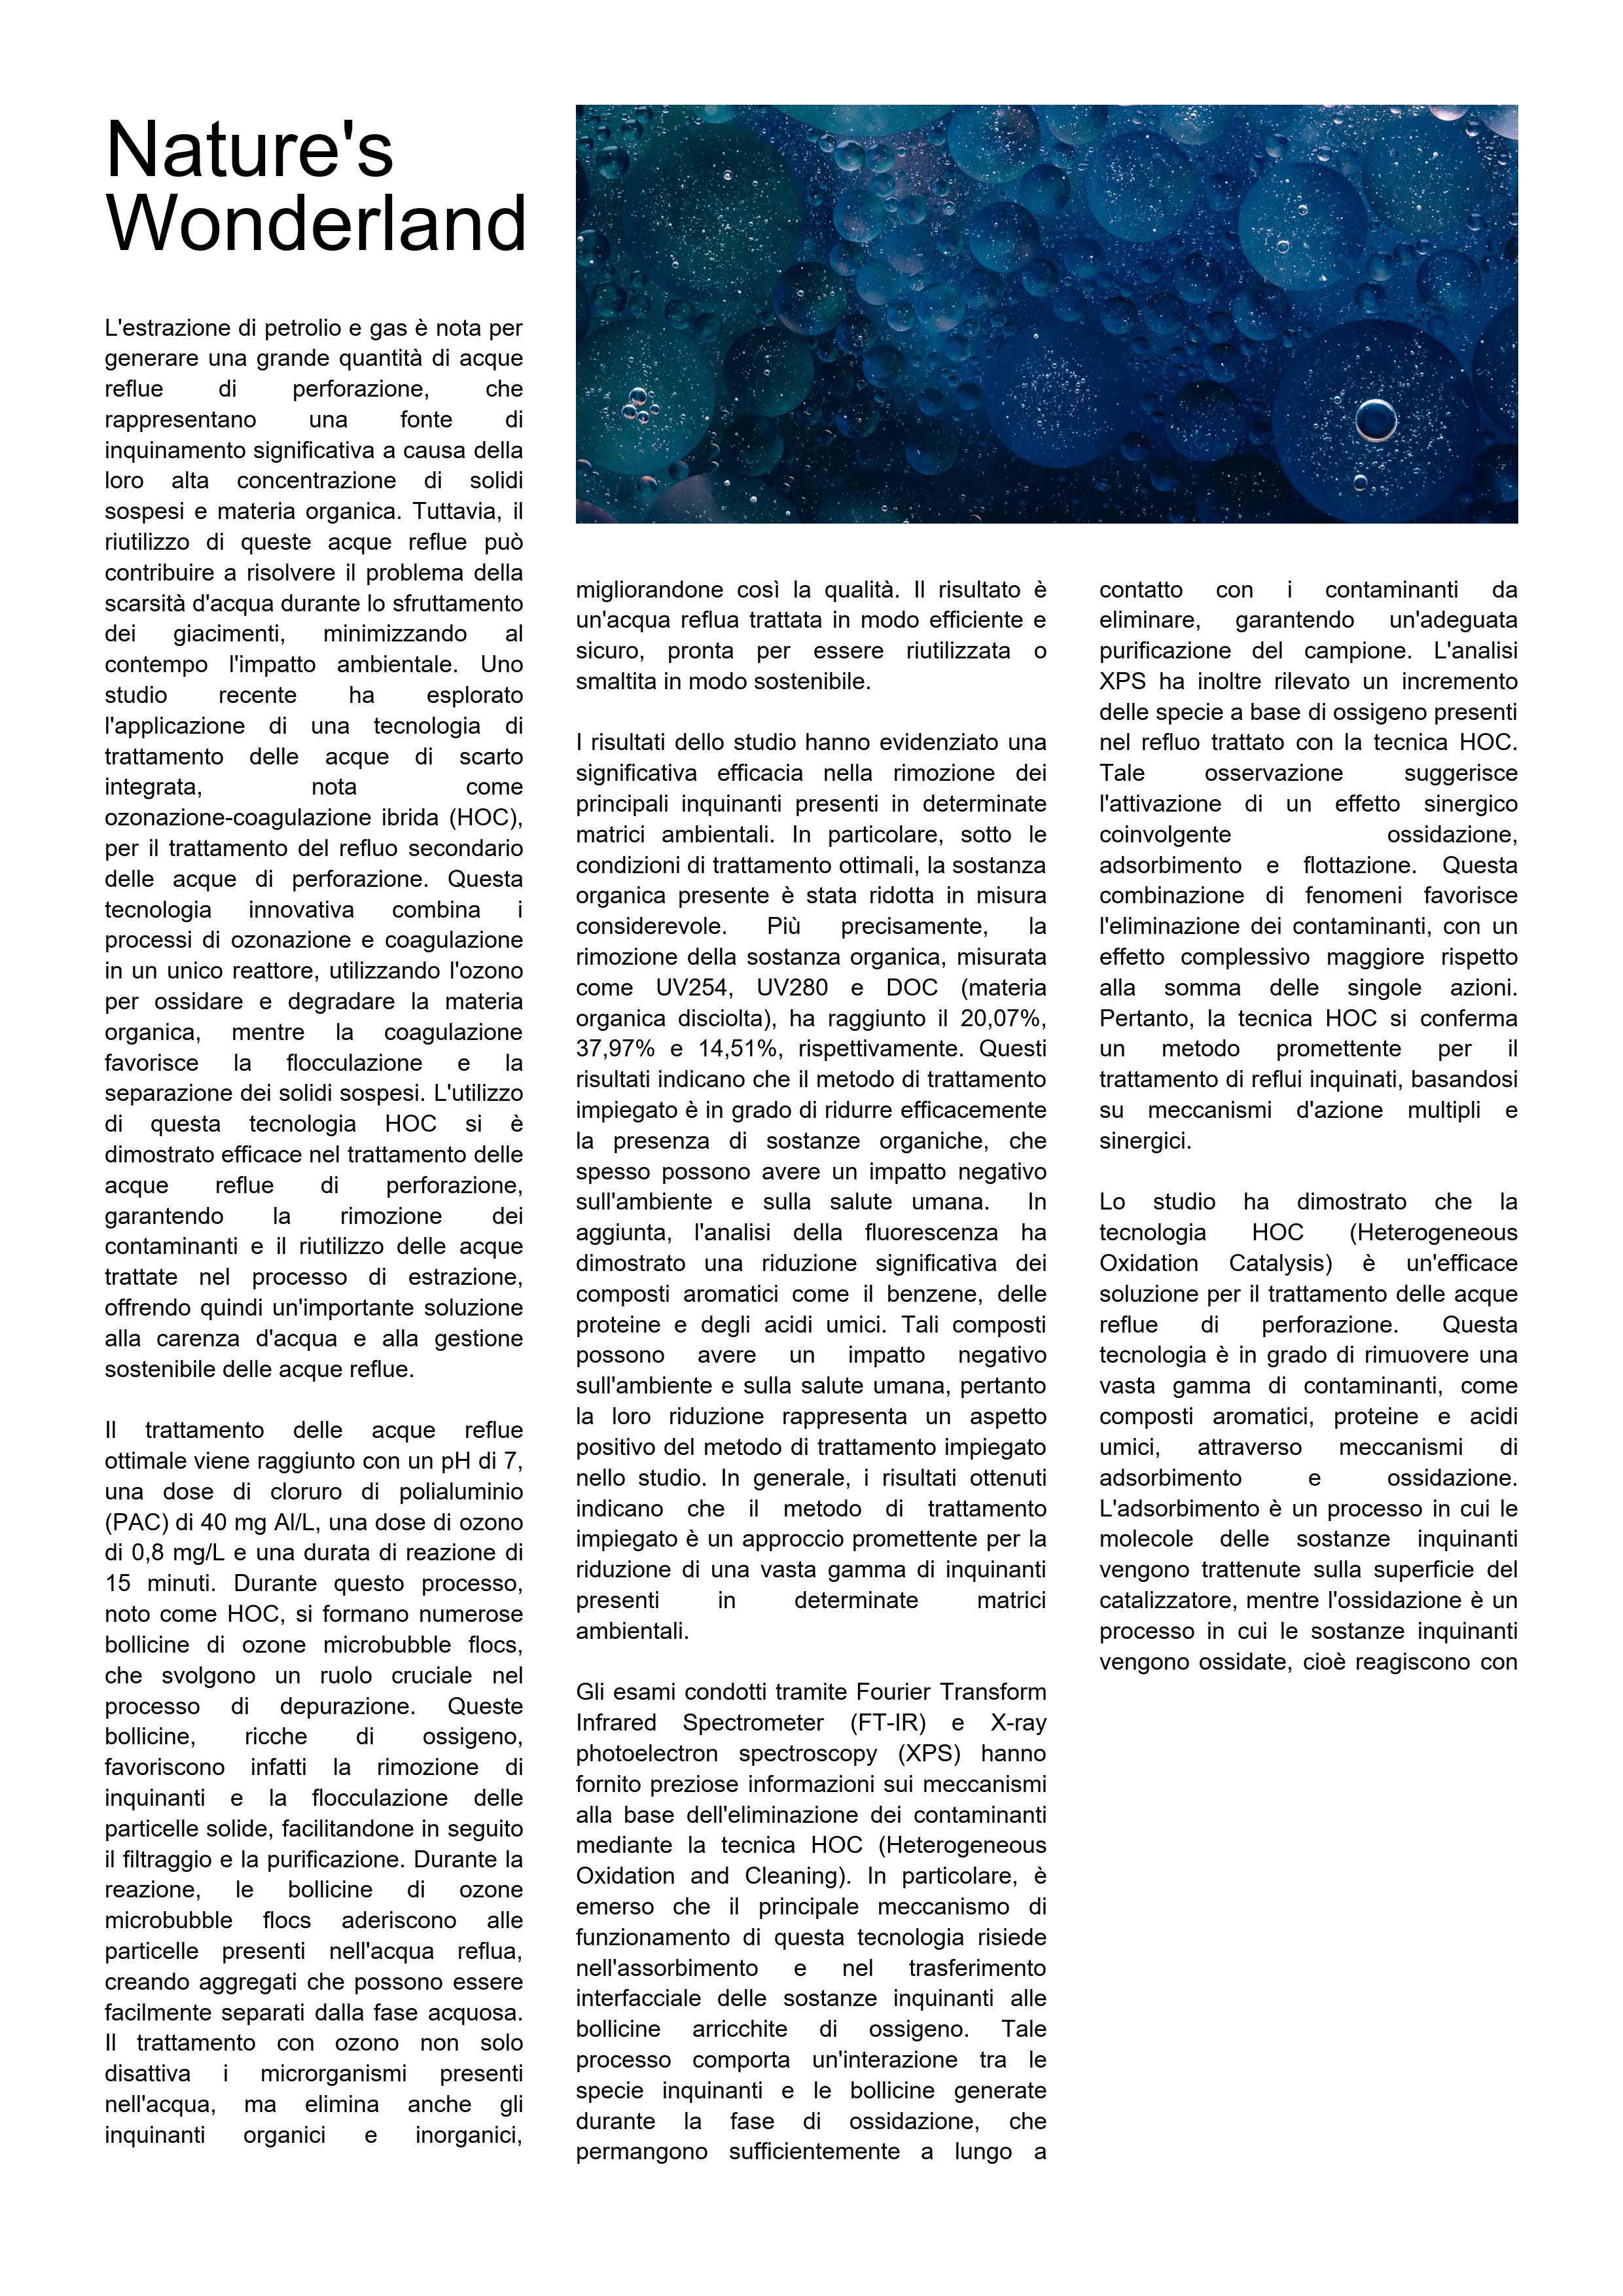 Nature's
Wonderland
L'estrazione di petrolio e gas è nota per
generare una grande quantità di acque
reflue di perforazione, che
rappresentano una fonte di
inquinamento significativa a causa della
loro alta concentrazione di solidi
sospesi e materia organica. Tuttavia, il
riutilizzo di queste acque reflue può
contribuire a risolvere il problema della
scarsità d'acqua durante lo sfruttamento
dei giacimenti, minimizzando al
contempo l'impatto ambientale. Uno
studio recente ha esplorato
l'applicazione di una tecnologia di
trattamento delle acque di scarto
integrata, nota come
ozonazione-coagulazione ibrida (HOC),
per il trattamento del refluo secondario
delle acque di perforazione. Questa
tecnologia innovativa combina i
processi di ozonazione e coagulazione
in un unico reattore, utilizzando l'ozono
per ossidare e degradare la materia
organica, mentre la coagulazione
favorisce la flocculazione e la
separazione dei solidi sospesi. L'utilizzo
di questa tecnologia HOC si è
dimostrato efficace nel trattamento delle
acque reflue di perforazione,
garantendo la rimozione dei
contaminanti e il riutilizzo delle acque
trattate nel processo di estrazione,
offrendo quindi un'importante soluzione
alla carenza d'acqua e alla gestione
sostenibile delle acque reflue.
Il trattamento delle acque reflue
ottimale viene raggiunto con un pH di 7,
una dose di cloruro di polialuminio
(PAC) di 40 mg Al/L, una dose di ozono
di 0,8 mg/L e una durata di reazione di
15 minuti. Durante questo processo,
noto come HOC, si formano numerose
bollicine di ozone microbubble flocs,
che svolgono un ruolo cruciale nel
processo di depurazione. Queste
bollicine, ricche di ossigeno,
favoriscono infatti la rimozione di
inquinanti e la flocculazione delle
particelle solide, facilitandone in seguito
il filtraggio e la purificazione. Durante la
reazione, le bollicine di ozone
microbubble flocs aderiscono alle
particelle presenti nell'acqua reflua,
creando aggregati che possono essere
facilmente separati dalla fase acquosa.
Il trattamento con ozono non solo
disattiva i microrganismi presenti
nell'acqua, ma elimina anche gli
inquinanti organici e inorganici,
migliorandone così la qualità. Il risultato è
un'acqua reflua trattata in modo efficiente e
sicuro, pronta per essere riutilizzata o
smaltita in modo sostenibile.
I risultati dello studio hanno evidenziato una
significativa efficacia nella rimozione dei
principali inquinanti presenti in determinate
matrici ambientali. In particolare, sotto le
condizioni di trattamento ottimali, la sostanza
organica presente è stata ridotta in misura
considerevole. Più precisamente, la
rimozione della sostanza organica, misurata
come UV254, UV280 e DOC (materia
organica disciolta), ha raggiunto il 20,07%,
37,97% e 14,51%, rispettivamente. Questi
risultati indicano che il metodo di trattamento
impiegato è in grado di ridurre efficacemente
la presenza di sostanze organiche, che
spesso possono avere un impatto negativo
sull'ambiente e sulla salute umana. In
aggiunta, l'analisi della fluorescenza ha
dimostrato una riduzione significativa dei
composti aromatici come il benzene, delle
proteine e degli acidi umici. Tali composti
possono avere un impatto negativo
sull'ambiente e sulla salute umana, pertanto
la loro riduzione rappresenta un aspetto
positivo del metodo di trattamento impiegato
nello studio. In generale, i risultati ottenuti
indicano che il metodo di trattamento
impiegato è un approccio promettente per la
riduzione di una vasta gamma di inquinanti
presenti in determinate matrici
ambientali.
Gli esami condotti tramite Fourier Transform
Infrared Spectrometer (FT-IR) e X-ray
photoelectron spectroscopy (XPS) hanno
fornito preziose informazioni sui meccanismi
alla base dell'eliminazione dei contaminanti
mediante la tecnica HOC (Heterogeneous
Oxidation and Cleaning). In particolare, è
emerso che il principale meccanismo di
funzionamento di questa tecnologia risiede
nell'assorbimento e nel trasferimento
interfacciale delle sostanze inquinanti alle
bollicine arricchite di ossigeno. Tale
processo comporta un'interazione tra le
specie inquinanti e le bollicine generate
durante la fase di ossidazione, che
permangono sufficientemente a lungo a
contatto con i contaminanti da
eliminare, garantendo un'adeguata
purificazione del campione. L'analisi
XPS ha inoltre rilevato un incremento
delle specie a base di ossigeno presenti
nel refluo trattato con la tecnica HOC.
Tale osservazione suggerisce
l'attivazione di un effetto sinergico
coinvolgente ossidazione,
adsorbimento e flottazione. Questa
combinazione di fenomeni favorisce
l'eliminazione dei contaminanti, con un
effetto complessivo maggiore rispetto
alla somma delle singole azioni.
Pertanto, la tecnica HOC si conferma
un metodo promettente per il
trattamento di reflui inquinati, basandosi
su meccanismi d'azione multipli e
sinergici.
Lo studio ha dimostrato che la
tecnologia HOC (Heterogeneous
Oxidation Catalysis) è un'efficace
soluzione per il trattamento delle acque
reflue di perforazione. Questa
tecnologia è in grado di rimuovere una
vasta gamma di contaminanti, come
composti aromatici, proteine e acidi
umici, attraverso meccanismi di
adsorbimento e ossidazione.
L'adsorbimento è un processo in cui le
molecole delle sostanze inquinanti
vengono trattenute sulla superficie del
catalizzatore, mentre l'ossidazione è un
processo in cui le sostanze inquinanti
vengono ossidate, cioè reagiscono con